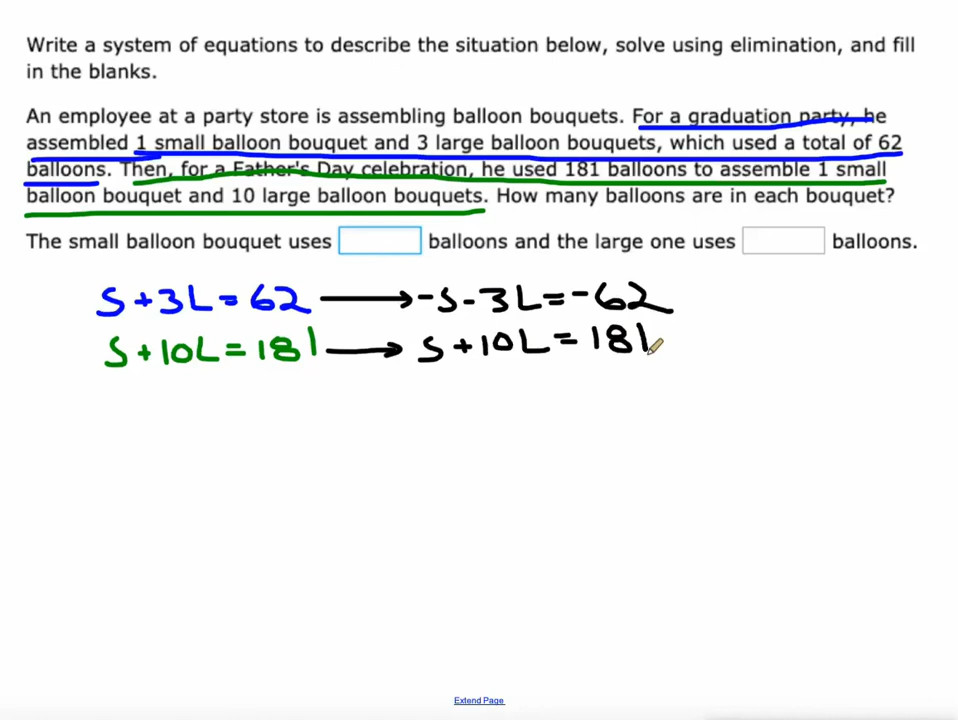 Write a system of equations to describe the situation below, solve using elimination, and fill
in the blanks.
An employee at a party store is assembling balloon bouquets. For a graduation party, he
assembled 1 small balloon bouquet and 3 large balloon bouquets, which used a total of 62
balloons. Then, for a Father's Day celebration, he used 181 balloons to assemble 1 small
balloon bouquet and 10 large balloon bouquets. How many balloons are in each bouquet?
The small balloon bouquet uses balloons and the large one uses balloons.
S+3L=62 → -S-3L=-62
S+10L=181 → S+10L=181
Extend Page